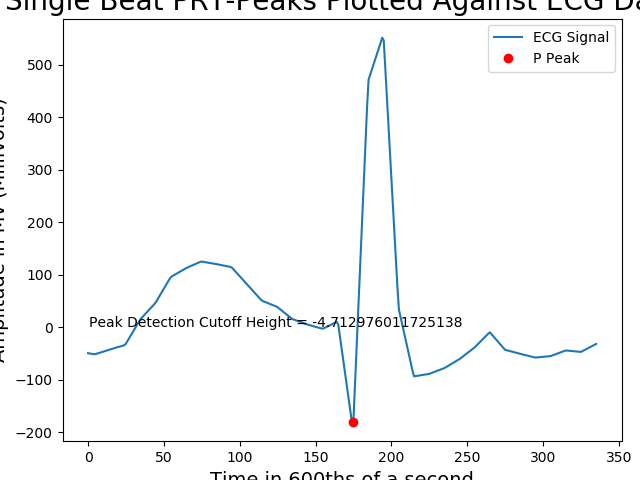 Single Beat PRT-Peaks Plotted Against ECG Da
ECG Signal
P Peak
Amplitude in MV (Millivolts)
500
400
300
200
100
0
−100
−200
Peak Detection Cutoff Height = -4.712976011725138
0 50 100 150 200 250 300 350
Time in 600ths of a second